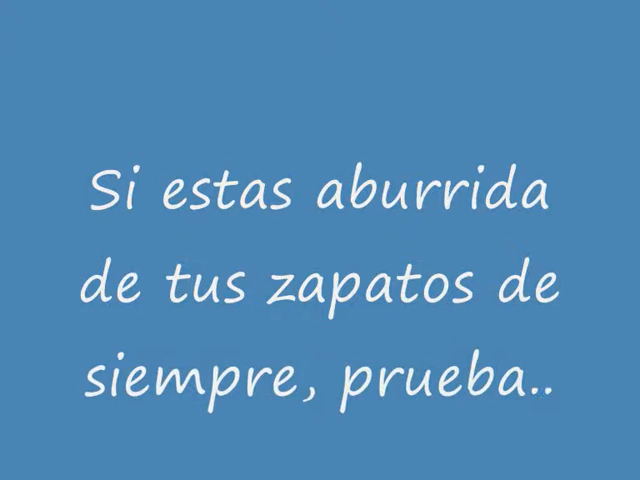 Si estas aburrida
de tus zapatos de
siempre, prueba..